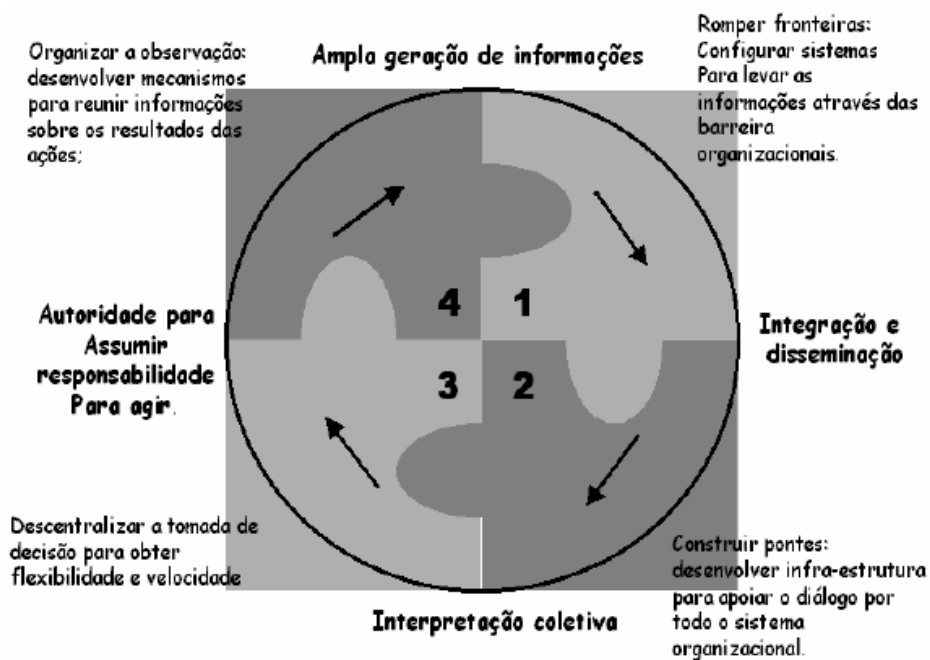 Organizar a observação:
desenvolver mecanismos
para reunir informações
sobre os resultados das
ações;
Ampla geração de informações
Romper fronteiras:
Configurar sistemas
Para levar as
informações através das
barreira
organizacionais.
4
1
3
2
Autoridade para
Assumir
responsabilidade
Para agir.
Integração e
disseminação
Descentralizar a tomada de
decisão para obter
flexibilidade e velocidade
Interpretação coletiva
Construir pontes:
desenvolver infra-estrutura
para apoiar o diálogo por
todo o sistema
organizacional.